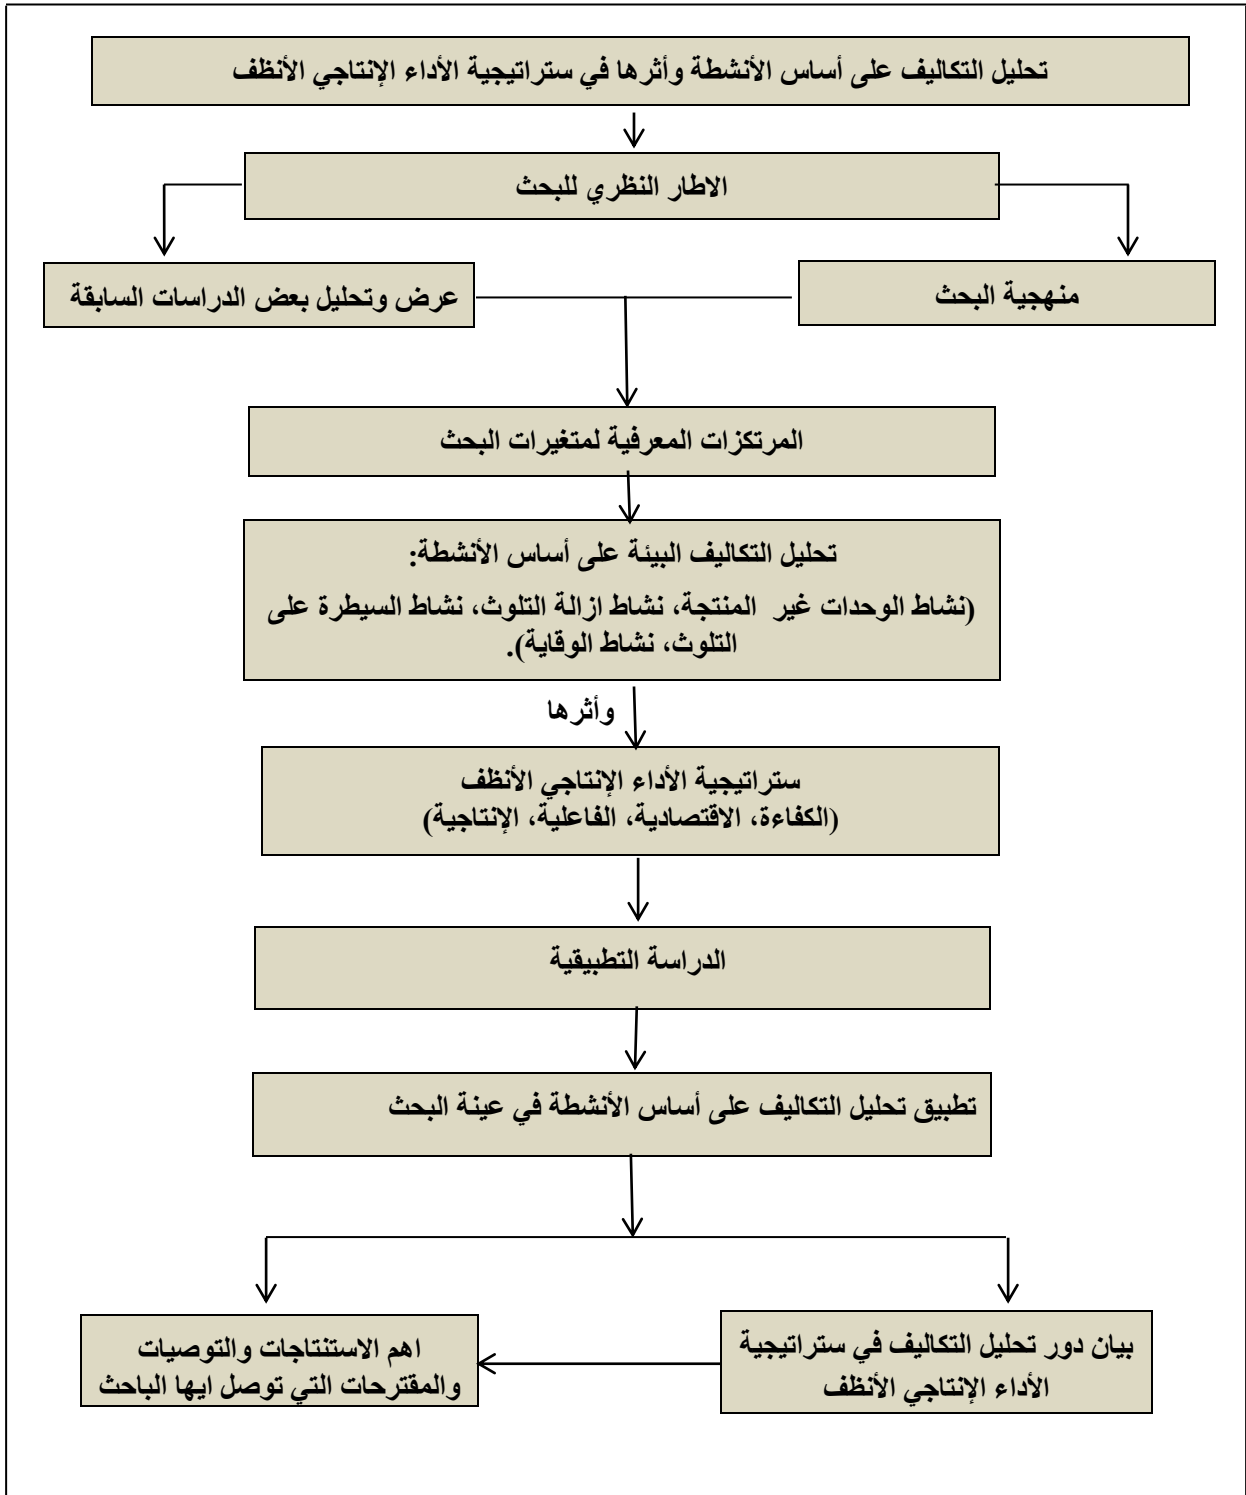 تحليل التكاليف على أساس الأنشطة وأثرها في ستراتيجية الأداء الإنتاجي الأنظف
الاطار النظري للبحث
منهجية البحث
عرض وتحليل بعض الدراسات السابقة
المرتكزات المعرفية لمتغيرات البحث
تحليل التكاليف البيئة على أساس الأنشطة:
(نشاط الوحدات غير المنتجة، نشاط ازالة التلوث، نشاط السيطرة على
التلوث، نشاط الوقاية).
وأثرها
ستراتيجية الأداء الإنتاجي الأنظف
(الكفاءة، الاقتصادية، الفاعلية، الإنتاجية)
الدراسة التطبيقية
تطبيق تحليل التكاليف على أساس الأنشطة في عينة البحث
بيان دور تحليل التكاليف في ستراتيجية
الأداء الإنتاجي الأنظف
اهم الاستنتاجات والتوصيات
والمقترحات التي توصل ايها الباحث